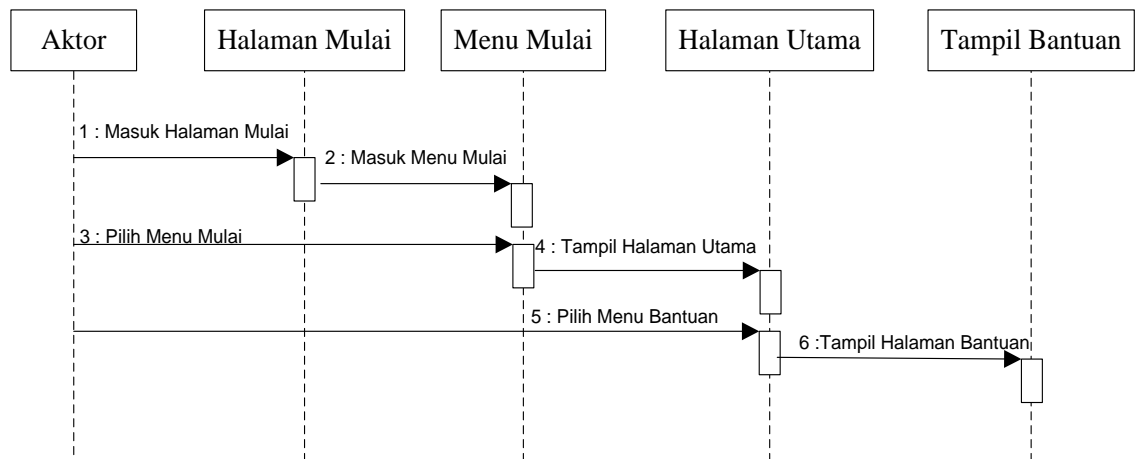 Aktor
Halaman Mulai
Menu Mulai
Halaman Utama
Tampil Bantuan
1 : Masuk Halaman Mulai
2 : Masuk Menu Mulai
3 : Pilih Menu Mulai
4 : Tampil Halaman Utama
5 : Pilih Menu Bantuan
6 :Tampil Halaman Bantuan